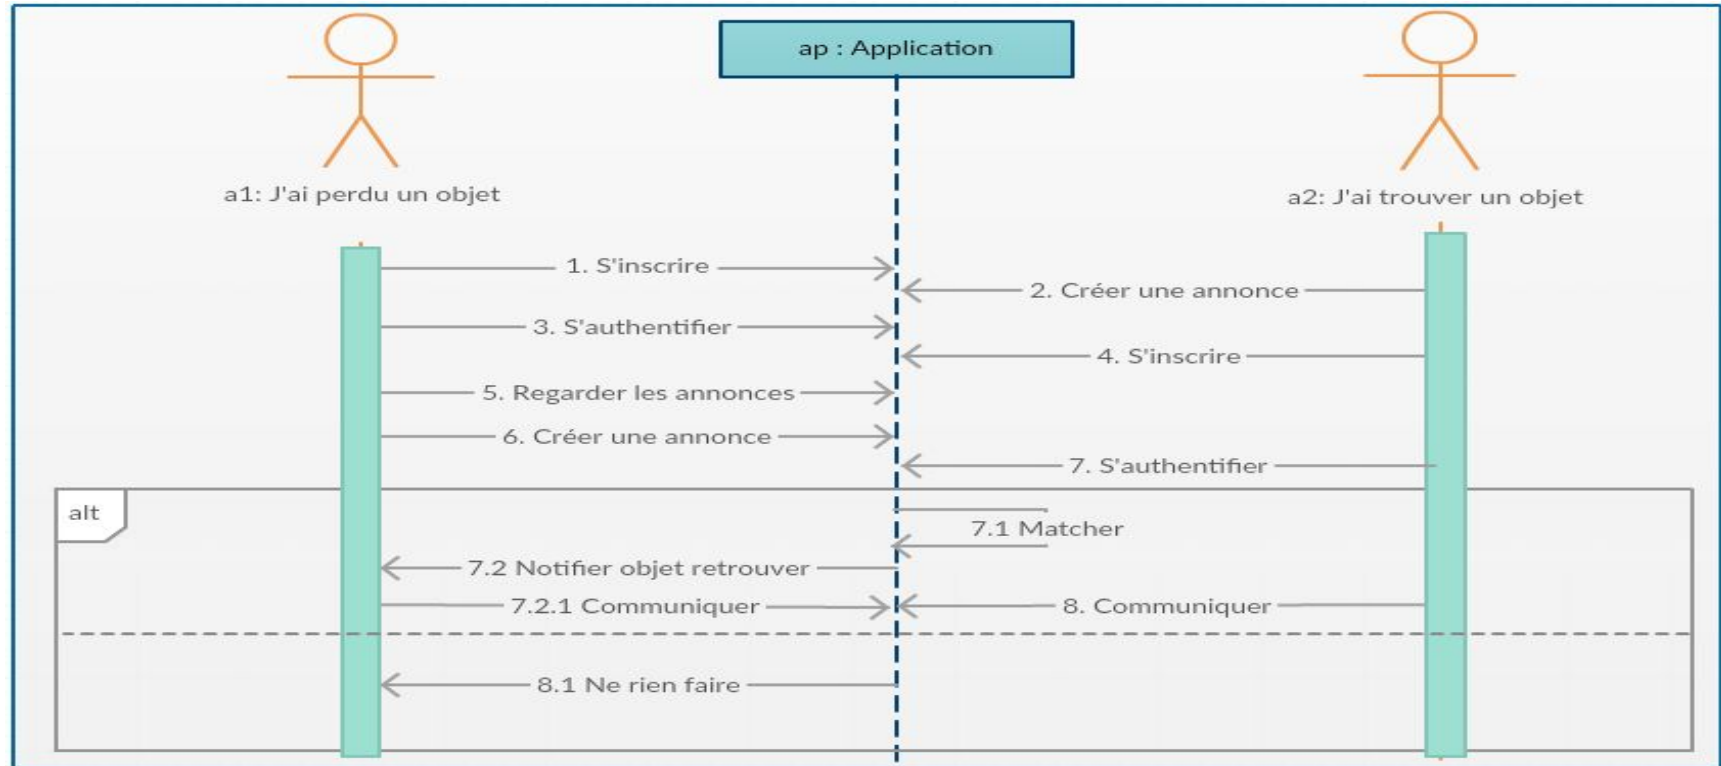 ap : Application
a1: J'ai perdu un objet
a2: J'ai trouver un objet
1. S'inscrire
2. Créer une annonce
3. S'authentifier
4. S'inscrire
5. Regarder les annonces
6. Créer une annonce
7. S'authentifier
alt
7.1 Matcher
7.2 Notifier objet retrouver
7.2.1 Communiquer
8. Communiquer
8.1 Ne rien faire